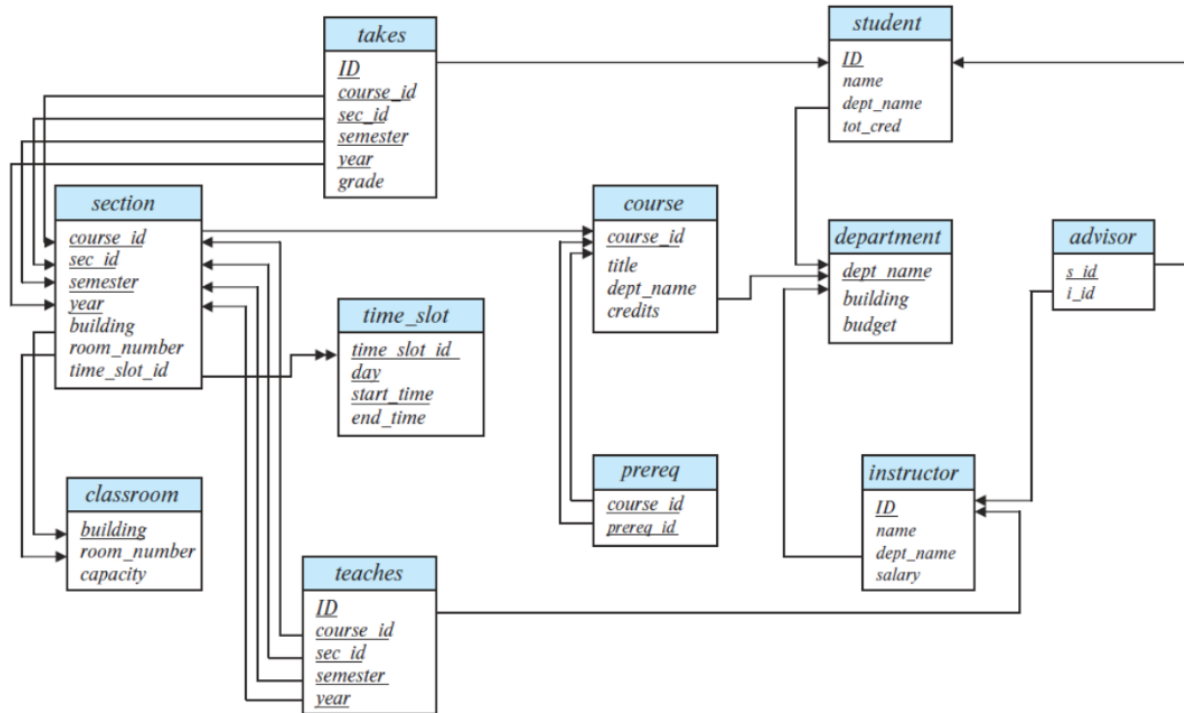 takes
ID
course_id
sec_id
semester
year
grade
student
ID
name
dept_name
tot_cred
section
course_id
sec_id
semester
year
building
room_number
time_slot_id
course
course_id
title
dept_name
credits
department
dept_name
building
budget
advisor
s_id
i_id
time_slot
time_slot_id
day
start_time
end_time
classroom
building
room_number
capacity
prereq
course_id
prereq_id
instructor
ID
name
dept_name
salary
teaches
ID
course_id
sec_id
semester
year